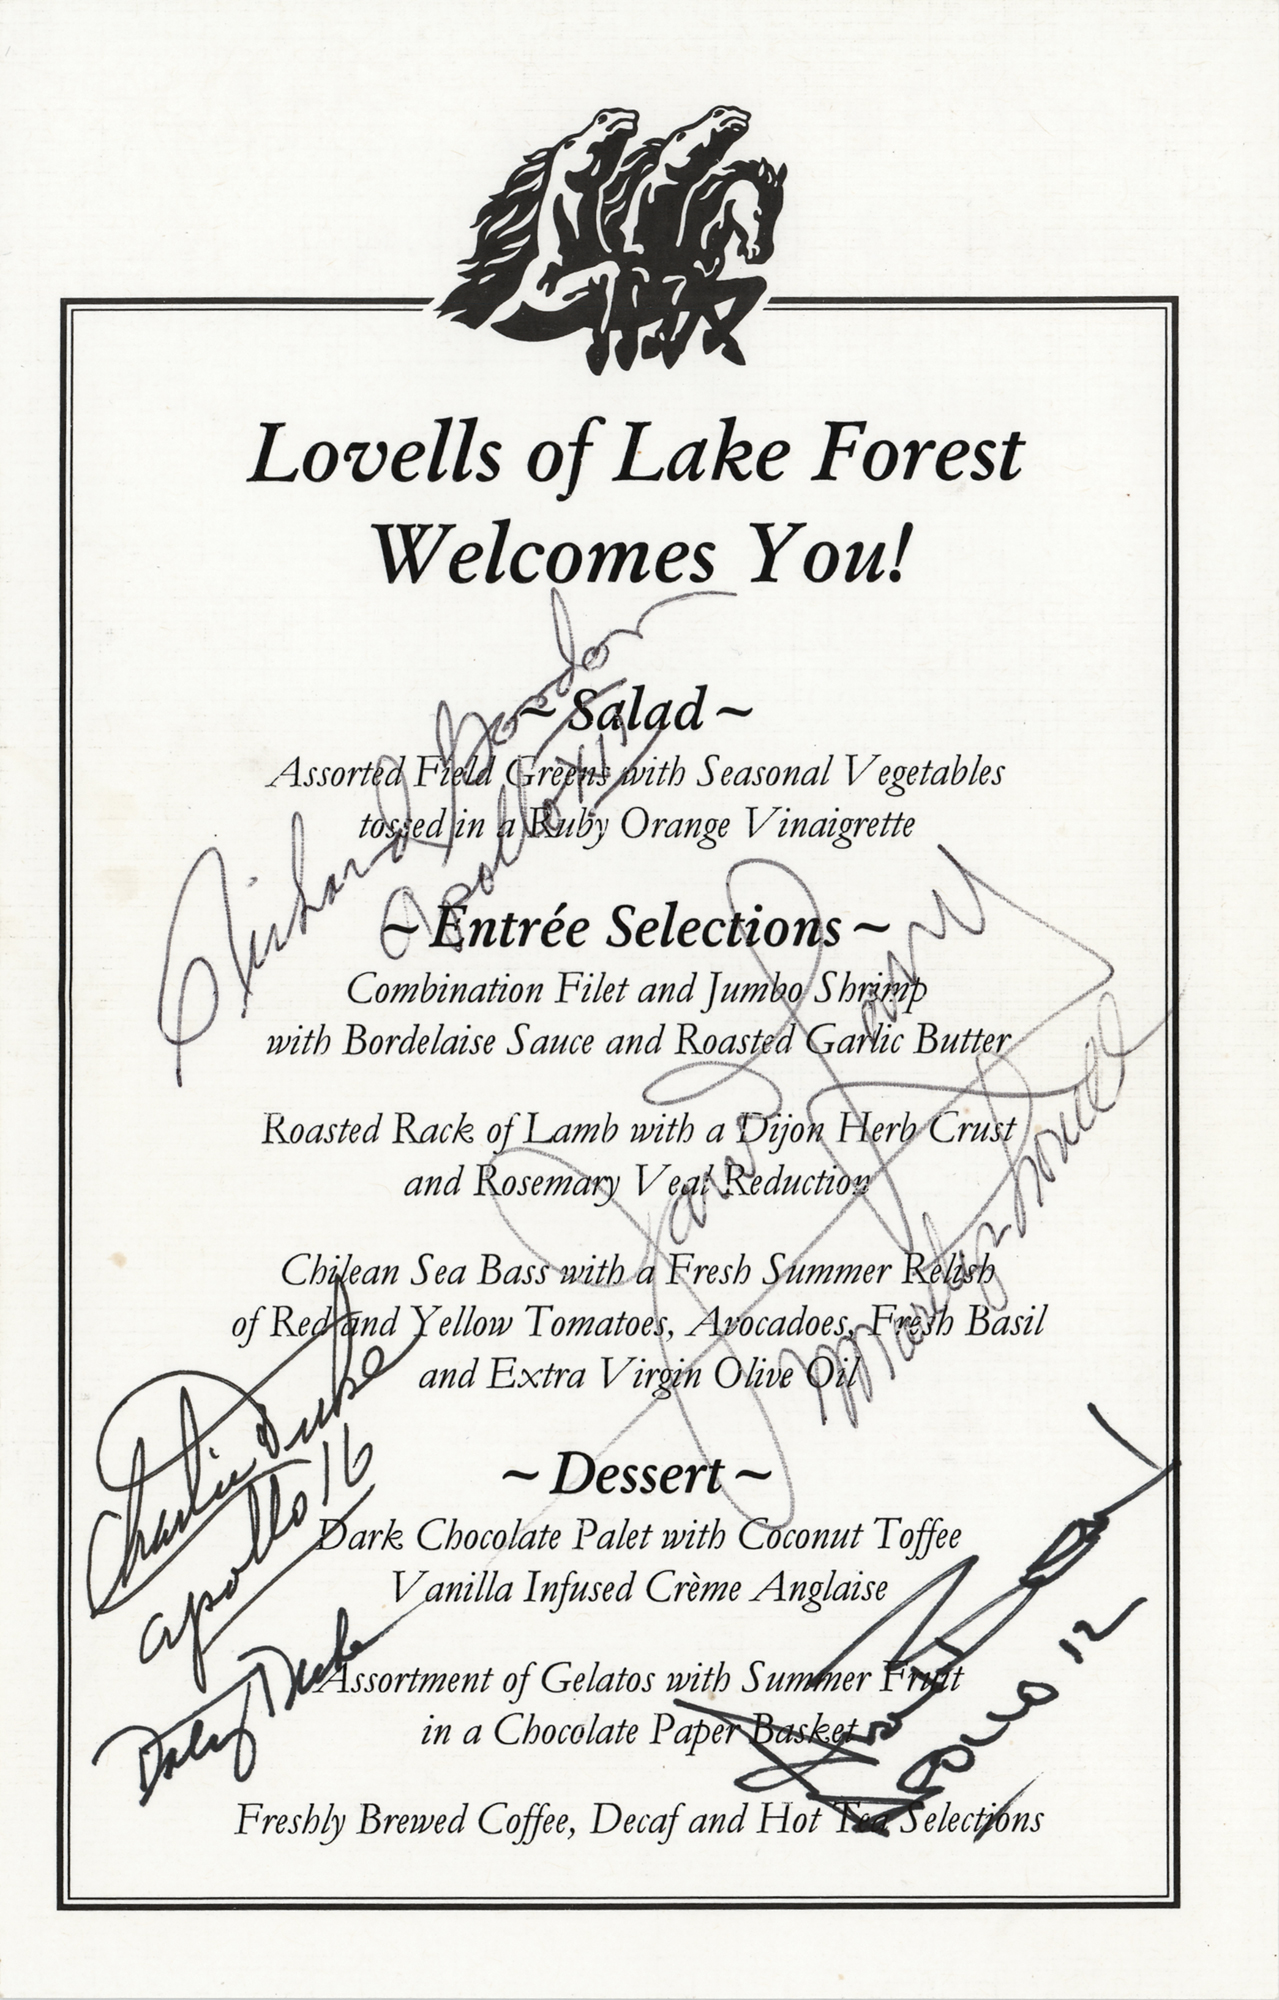 Lovells of Lake Forest
Welcomes You!
Richard Gordon
Apollo XII
~ Salad ~
Assorted Field Greens with Seasonal Vegetables
tossed in a Ruby Orange Vinaigrette
~ Entrée Selections ~
Combination Filet and Jumbo Shrimp
with Bordelaise Sauce and Roasted Garlic Butter
Roasted Rack of Lamb with a Dijon Herb Crust
and Rosemary Veal Reduction
Marilyn Lovell
Chilean Sea Bass with a Fresh Summer Relish
of Red and Yellow Tomatoes, Avocadoes, Fresh Basil
and Extra Virgin Olive Oil
Charlie Duke
apollo 16
~ Dessert ~
Dark Chocolate Palet with Coconut Toffee
Vanilla Infused Crème Anglaise
Dotty Duke
Assortment of Gelatos with Summer Fruit
in a Chocolate Paper Basket
APOLLO 12
Freshly Brewed Coffee, Decaf and Hot Tea Selections